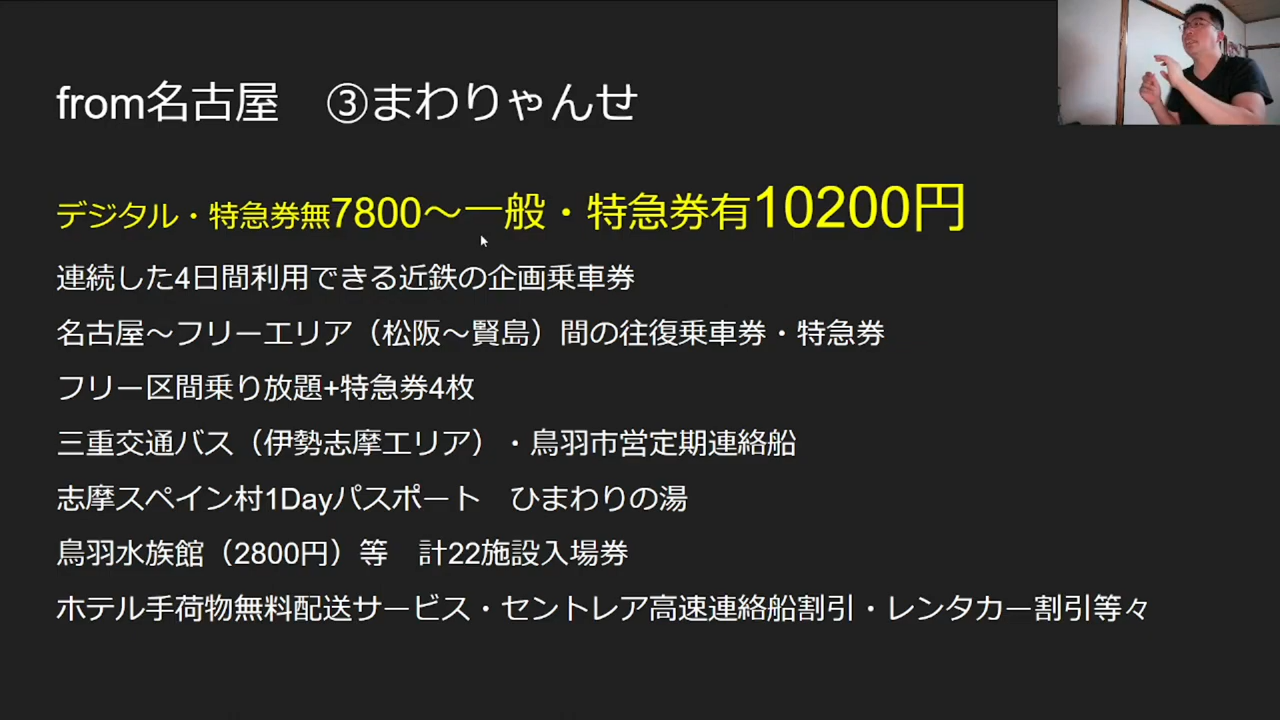 from名古屋　③まわりゃんせ
デジタル・特急券無7800～一般・特急券有10200円
連続した4日間利用できる近鉄の企画乗車券
名古屋～フリーエリア（松阪～賢島）間の往復乗車券・特急券
フリー区間乗り放題+特急券4枚
三重交通バス（伊勢志摩エリア）・鳥羽市営定期連絡船
志摩スペイン村1Dayパスポート　ひまわりの湯
鳥羽水族館（2800円）等　計22施設入場券
ホテル手荷物無料配送サービス・セントレア高速連絡船割引・レンタカー割引等々